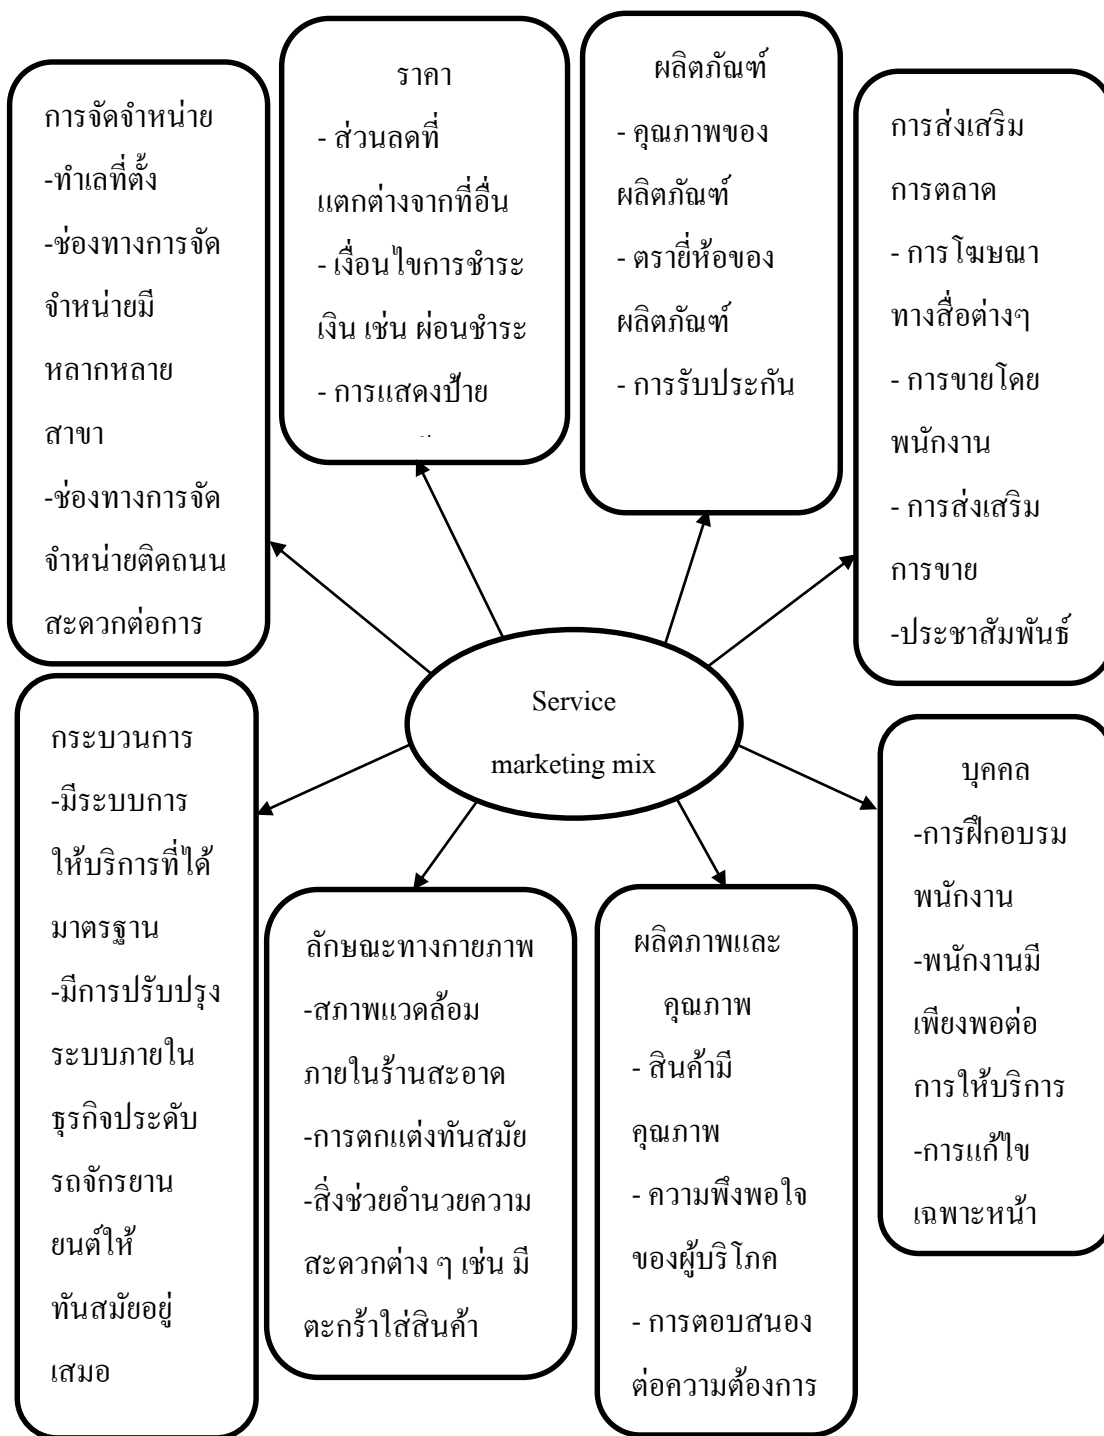 การจัดจำหน่าย
-ทำเลที่ตั้ง
-ช่องทางการจัด
จำหน่ายมี
หลากหลาย
สาขา
-ช่องทางการจัด
จำหน่ายติดถนน
สะดวกต่อการ
ราคา
- ส่วนลดที่
แตกต่างจากที่อื่น
- เงื่อนไขการชำระ
เงิน เช่น ผ่อนชำระ
- การแสดงป้าย
ผลิตภัณฑ์
- คุณภาพของ
ผลิตภัณฑ์
- ตรายี่ห้อของ
ผลิตภัณฑ์
- การรับประกัน
การส่งเสริม
การตลาด
- การโฆษณา
ทางสื่อต่างๆ
- การขายโดย
พนักงาน
- การส่งเสริม
การขาย
-ประชาสัมพันธ์
Service
marketing mix
กระบวนการ
-มีระบบการ
ให้บริการที่ได้
มาตรฐาน
-มีการปรับปรุง
ระบบภายใน
ธุรกิจประดับ
รถจักรยาน
ยนต์ให้
ทันสมัยอยู่
เสมอ
ลักษณะทางกายภาพ
-สภาพแวดล้อม
ภายในร้านสะอาด
-การตกแต่งทันสมัย
-สิ่งช่วยอำนวยความ
สะดวกต่าง ๆ เช่น มี
ตะกร้าใส่สินค้า
ผลิตภาพและ
คุณภาพ
- สินค้ามี
คุณภาพ
- ความพึงพอใจ
ของผู้บริโภค
- การตอบสนอง
ต่อความต้องการ
บุคคล
-การฝึกอบรม
พนักงาน
-พนักงานมี
เพียงพอต่อ
การให้บริการ
-การแก้ไข
เฉพาะหน้า